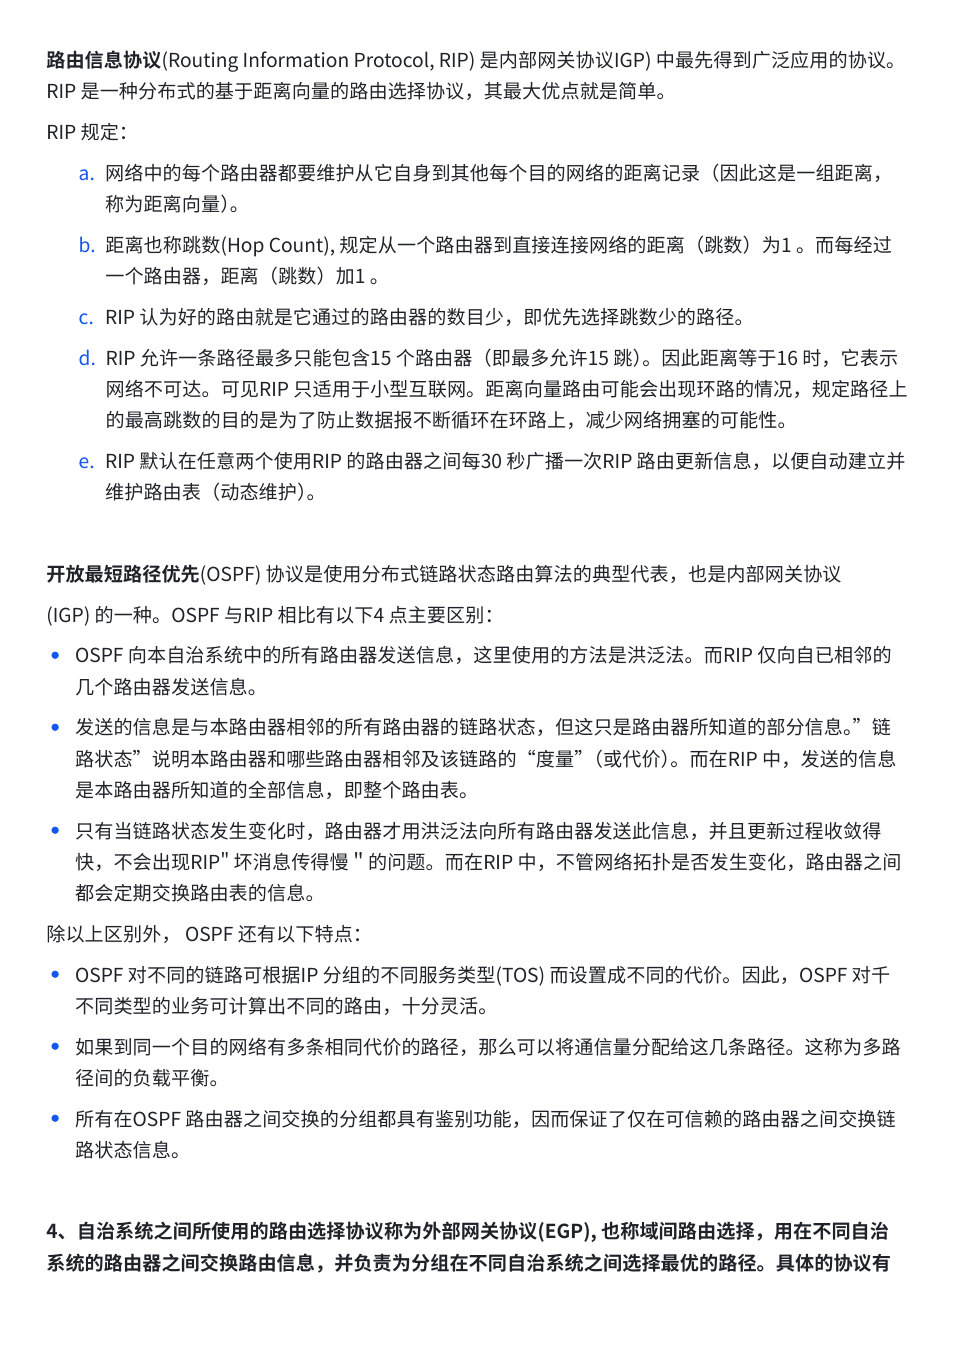 路由信息协议(Routing Information Protocol, RIP) 是内部网关协议IGP) 中最先得到广泛应用的协议。
RIP 是一种分布式的基于距离向量的路由选择协议，其最大优点就是简单。
RIP 规定：
a. 网络中的每个路由器都要维护从它自身到其他每个目的网络的距离记录（因此这是一组距离，
称为距离向量）。
b. 距离也称跳数(Hop Count), 规定从一个路由器到直接连接网络的距离（跳数）为1 。而每经过
一个路由器，距离（跳数）加1 。
c. RIP 认为好的路由就是它通过的路由器的数目少，即优先选择跳数少的路径。
d. RIP 允许一条路径最多只能包含15 个路由器（即最多允许15 跳）。因此距离等于16 时，它表示
网络不可达。可见RIP 只适用于小型互联网。距离向量路由可能会出现环路的情况，规定路径上
的最高跳数的目的是为了防止数据报不断循环在环路上，减少网络拥塞的可能性。
e. RIP 默认在任意两个使用RIP 的路由器之间每30 秒广播一次RIP 路由更新信息，以便自动建立并
维护路由表（动态维护）。
开放最短路径优先(OSPF) 协议是使用分布式链路状态路由算法的典型代表，也是内部网关协议
(IGP) 的一种。OSPF 与RIP 相比有以下4 点主要区别：
• OSPF 向本自治系统中的所有路由器发送信息，这里使用的方法是洪泛法。而RIP 仅向自已相邻的
几个路由器发送信息。
• 发送的信息是与本路由器相邻的所有路由器的链路状态，但这只是路由器所知道的部分信息。”链
路状态”说明本路由器和哪些路由器相邻及该链路的“度量”（或代价）。而在RIP 中，发送的信息
是本路由器所知道的全部信息，即整个路由表。
• 只有当链路状态发生变化时，路由器才用洪泛法向所有路由器发送此信息，并且更新过程收敛得
快，不会出现RIP" 坏消息传得慢 " 的问题。而在RIP 中，不管网络拓扑是否发生变化，路由器之间
都会定期交换路由表的信息。
除以上区别外， OSPF 还有以下特点：
• OSPF 对不同的链路可根据IP 分组的不同服务类型(TOS) 而设置成不同的代价。因此，OSPF 对千
不同类型的业务可计算出不同的路由，十分灵活。
• 如果到同一个目的网络有多条相同代价的路径，那么可以将通信量分配给这几条路径。这称为多路
径间的负载平衡。
• 所有在OSPF 路由器之间交换的分组都具有鉴别功能，因而保证了仅在可信赖的路由器之间交换链
路状态信息。
4、自治系统之间所使用的路由选择协议称为外部网关协议(EGP), 也称域间路由选择，用在不同自治
系统的路由器之间交换路由信息，并负责为分组在不同自治系统之间选择最优的路径。具体的协议有